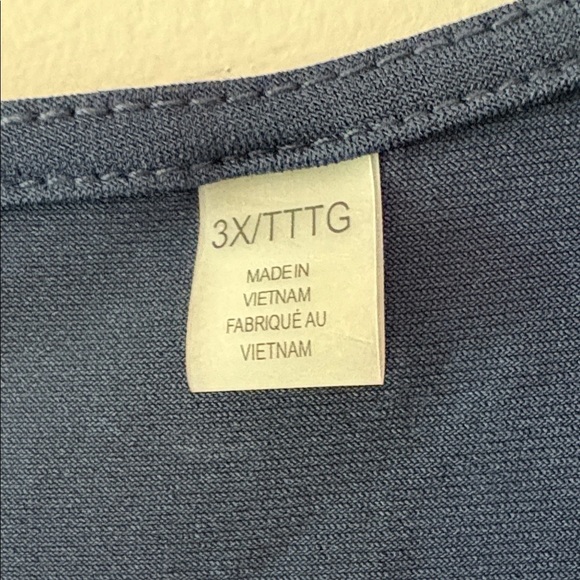 3X/TTTG
MADE IN
VIETNAM
FABRIQUÉ AU
VIETNAM